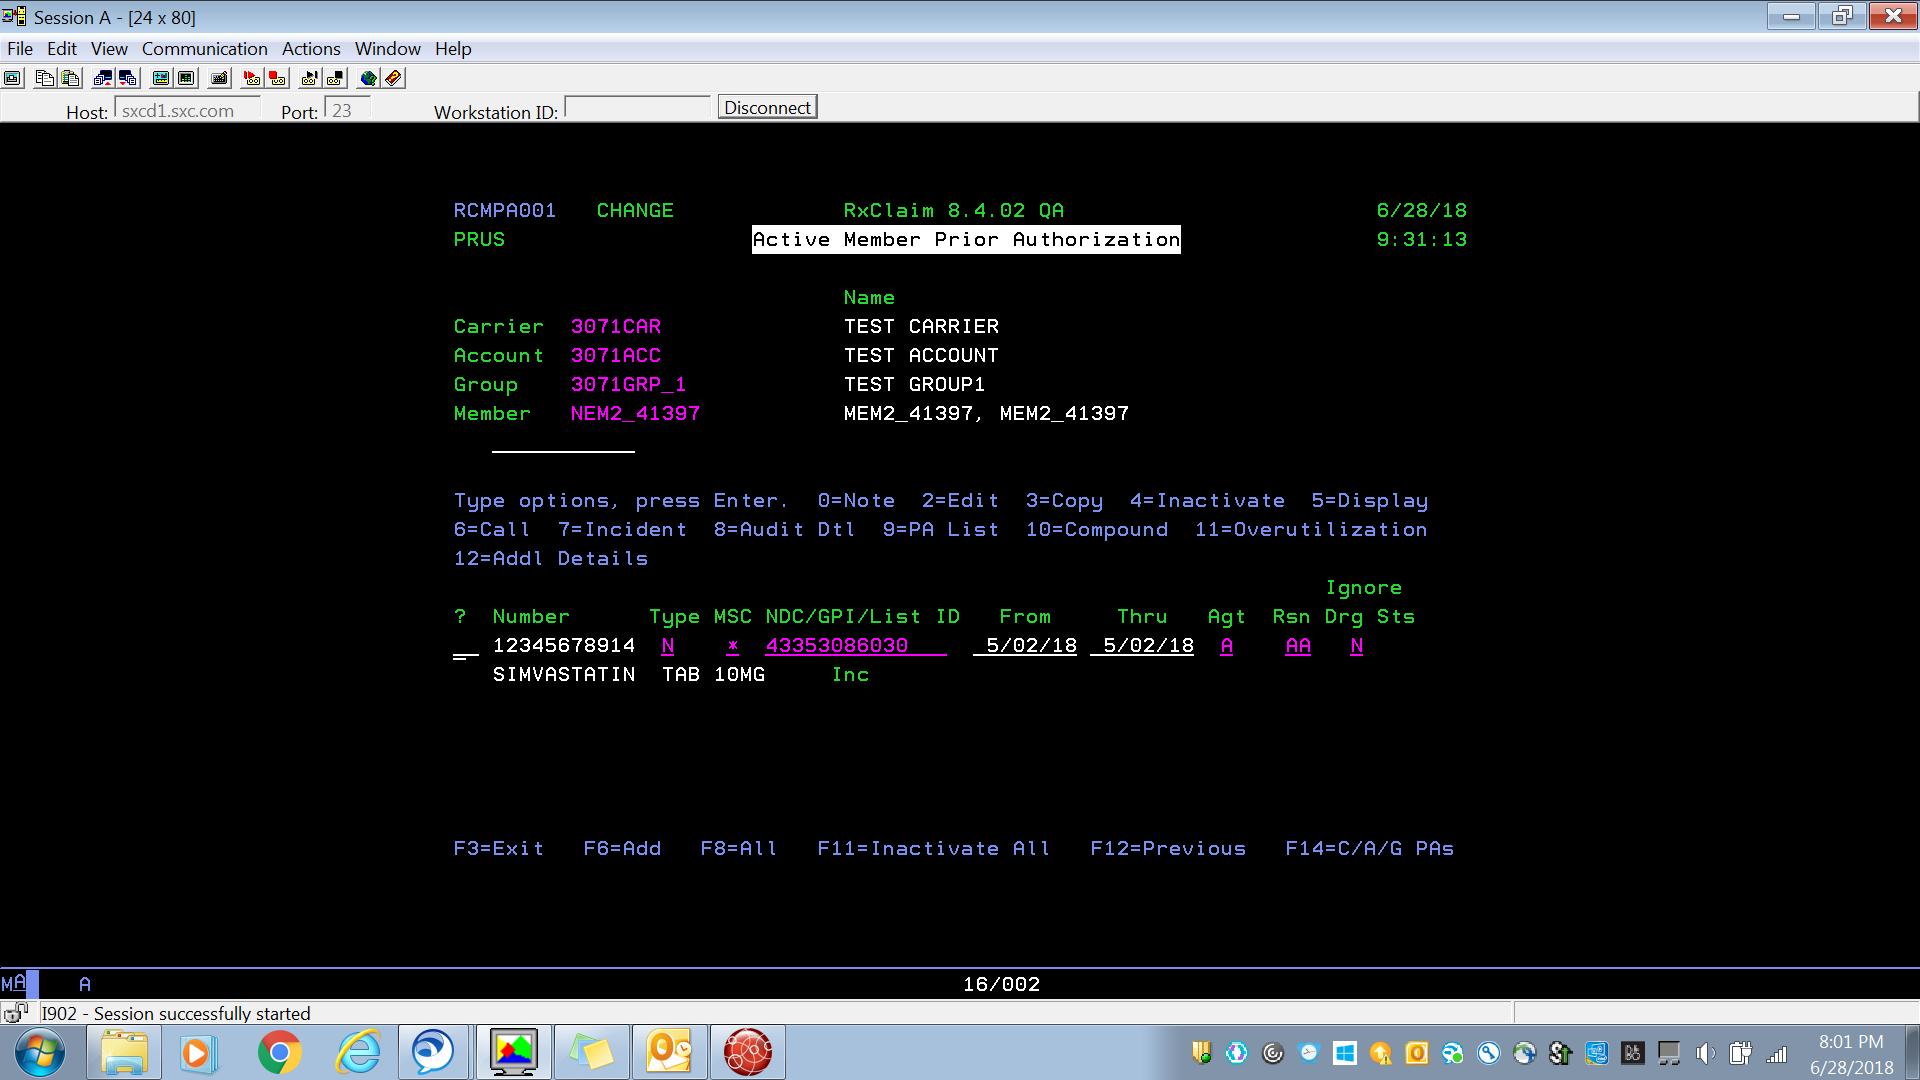 Session A - [24 x 80]
File Edit View Communication Actions Window Help
Host: sxcd1.sxc.com Port: 23 Workstation ID: Disconnect
RCMPA001 CHANGE RxClaim 8.4.02 QA 6/28/18
PRUS Active Member Prior Authorization 9:31:13
Name
Carrier 3071CAR TEST CARRIER
Account 3071ACC TEST ACCOUNT
Group 3071GRP_1 TEST GROUP1
Member NEM2_41397 MEM2_41397, MEM2_41397
Type options, press Enter. 0=Note 2=Edit 3=Copy 4=Inactivate 5=Display
6=Call 7=Incident 8=Audit Dtl 9=PA List 10=Compound 11=Overutilization
12=Addl Details
Ignore
? Number Type MSC NDC/GPI/List ID From Thru Agt Rsn Drg Sts
12345678914 N * 43353086030 5/02/18 5/02/18 A AA N
SIMVASTATIN TAB 10MG Inc
F3=Exit F6=Add F8=All F11=Inactivate All F12=Previous F14=C/A/G PAs
MA A 16/002
I902 - Session successfully started
8:01 PM
6/28/2018